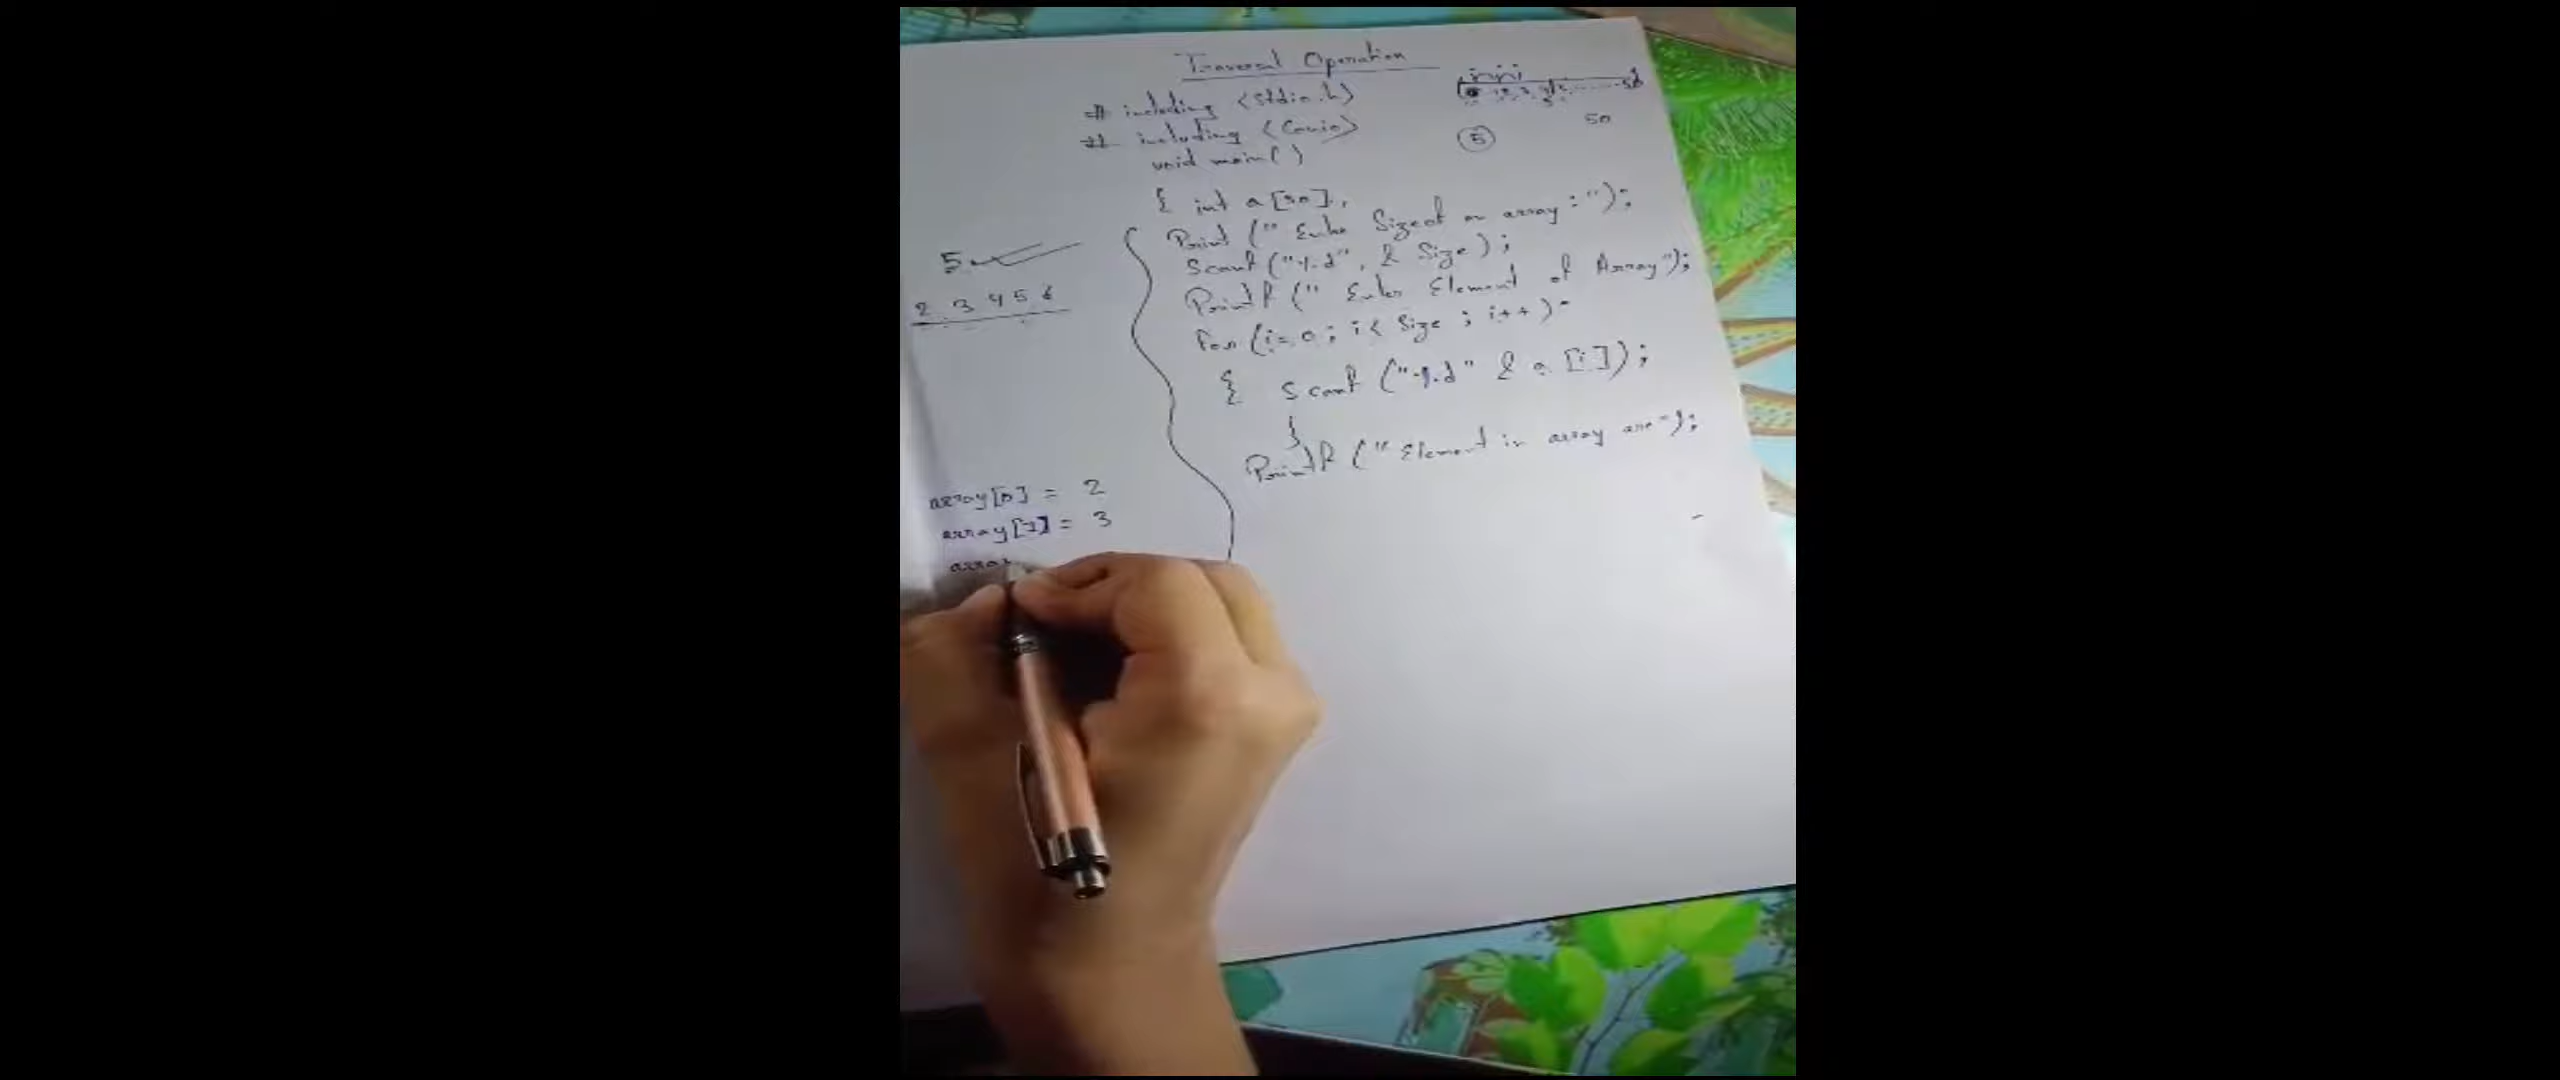 Traversal Operation
# including <Stdio.h>
# including <Conio>
void main()
5
50
{ int a[50],
Print (" Enter Size of an array : ");
Scanf ("%d", & Size);
Printf (" Enter Element of Array");
For (i=0; i< Size ; i++)
{ Scanf ("%d" & a [i]);
}
Printf (" Element in array are");
5
2 3 4 5 6
array[0] = 2
array[1] = 3
arra